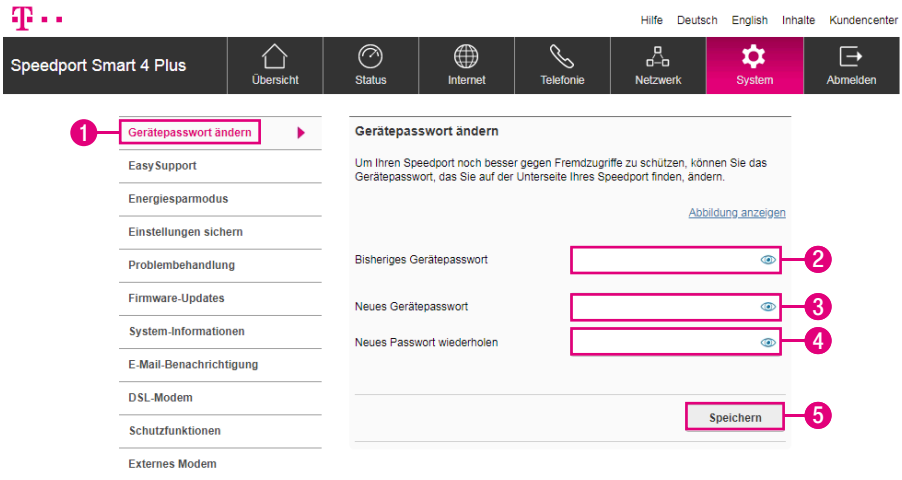 T
Hilfe Deutsch English Inhalte Kundencenter
Speedport Smart 4 Plus
Übersicht Status Internet Telefonie Netzwerk System Abmelden
1
Gerätepasswort ändern
EasySupport
Energiesparmodus
Einstellungen sichern
Problembehandlung
Firmware-Updates
System-Informationen
E-Mail-Benachrichtigung
DSL-Modem
Schutzfunktionen
Externes Modem
Gerätepasswort ändern
Um Ihren Speedport noch besser gegen Fremdzugriffe zu schützen, können Sie das
Gerätepasswort, das Sie auf der Unterseite Ihres Speedport finden, ändern.
Abbildung anzeigen
Bisheriges Gerätepasswort 2
Neues Gerätepasswort 3
Neues Passwort wiederholen 4
Speichern 5